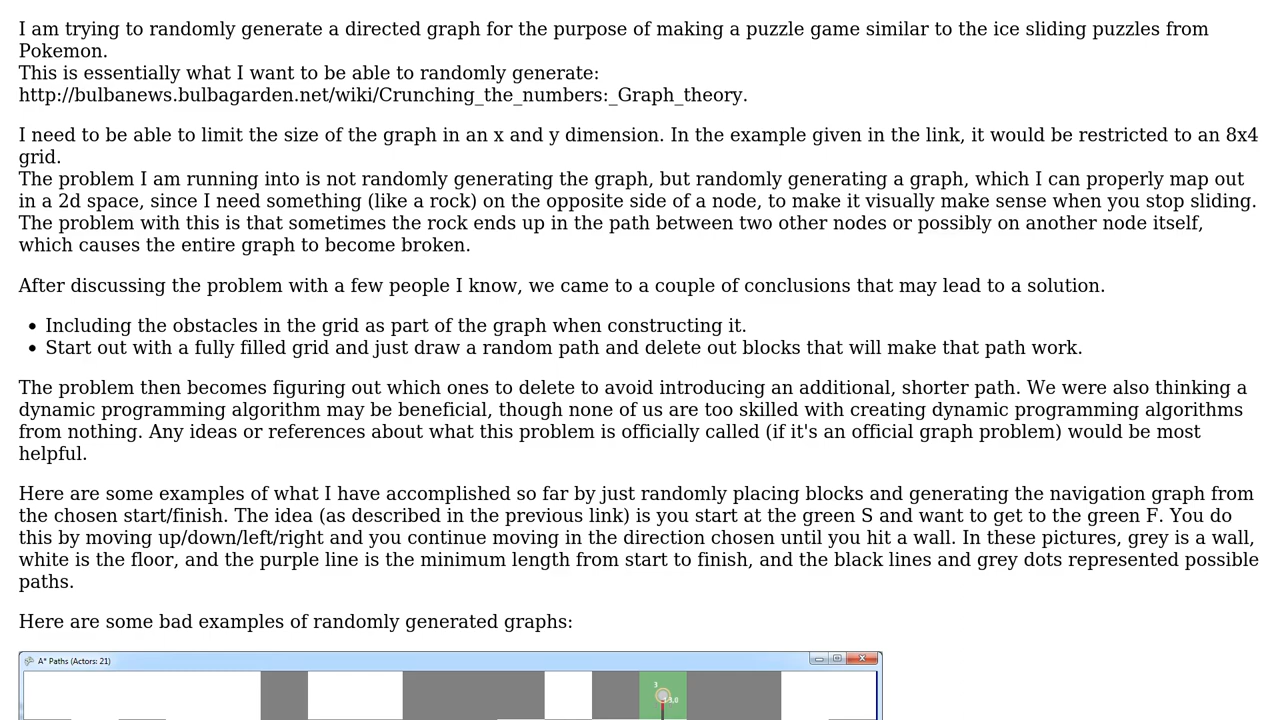 I am trying to randomly generate a directed graph for the purpose of making a puzzle game similar to the ice sliding puzzles from
Pokemon.
This is essentially what I want to be able to randomly generate:
http://bulbanews.bulbagarden.net/wiki/Crunching_the_numbers:_Graph_theory.
I need to be able to limit the size of the graph in an x and y dimension. In the example given in the link, it would be restricted to an 8x4
grid.
The problem I am running into is not randomly generating the graph, but randomly generating a graph, which I can properly map out
in a 2d space, since I need something (like a rock) on the opposite side of a node, to make it visually make sense when you stop sliding.
The problem with this is that sometimes the rock ends up in the path between two other nodes or possibly on another node itself,
which causes the entire graph to become broken.
After discussing the problem with a few people I know, we came to a couple of conclusions that may lead to a solution.
• Including the obstacles in the grid as part of the graph when constructing it.
• Start out with a fully filled grid and just draw a random path and delete out blocks that will make that path work.
The problem then becomes figuring out which ones to delete to avoid introducing an additional, shorter path. We were also thinking a
dynamic programming algorithm may be beneficial, though none of us are too skilled with creating dynamic programming algorithms
from nothing. Any ideas or references about what this problem is officially called (if it's an official graph problem) would be most
helpful.
Here are some examples of what I have accomplished so far by just randomly placing blocks and generating the navigation graph from
the chosen start/finish. The idea (as described in the previous link) is you start at the green S and want to get to the green F. You do
this by moving up/down/left/right and you continue moving in the direction chosen until you hit a wall. In these pictures, grey is a wall,
white is the floor, and the purple line is the minimum length from start to finish, and the black lines and grey dots represented possible
paths.
Here are some bad examples of randomly generated graphs:
A* Paths (Actors: 21)
3